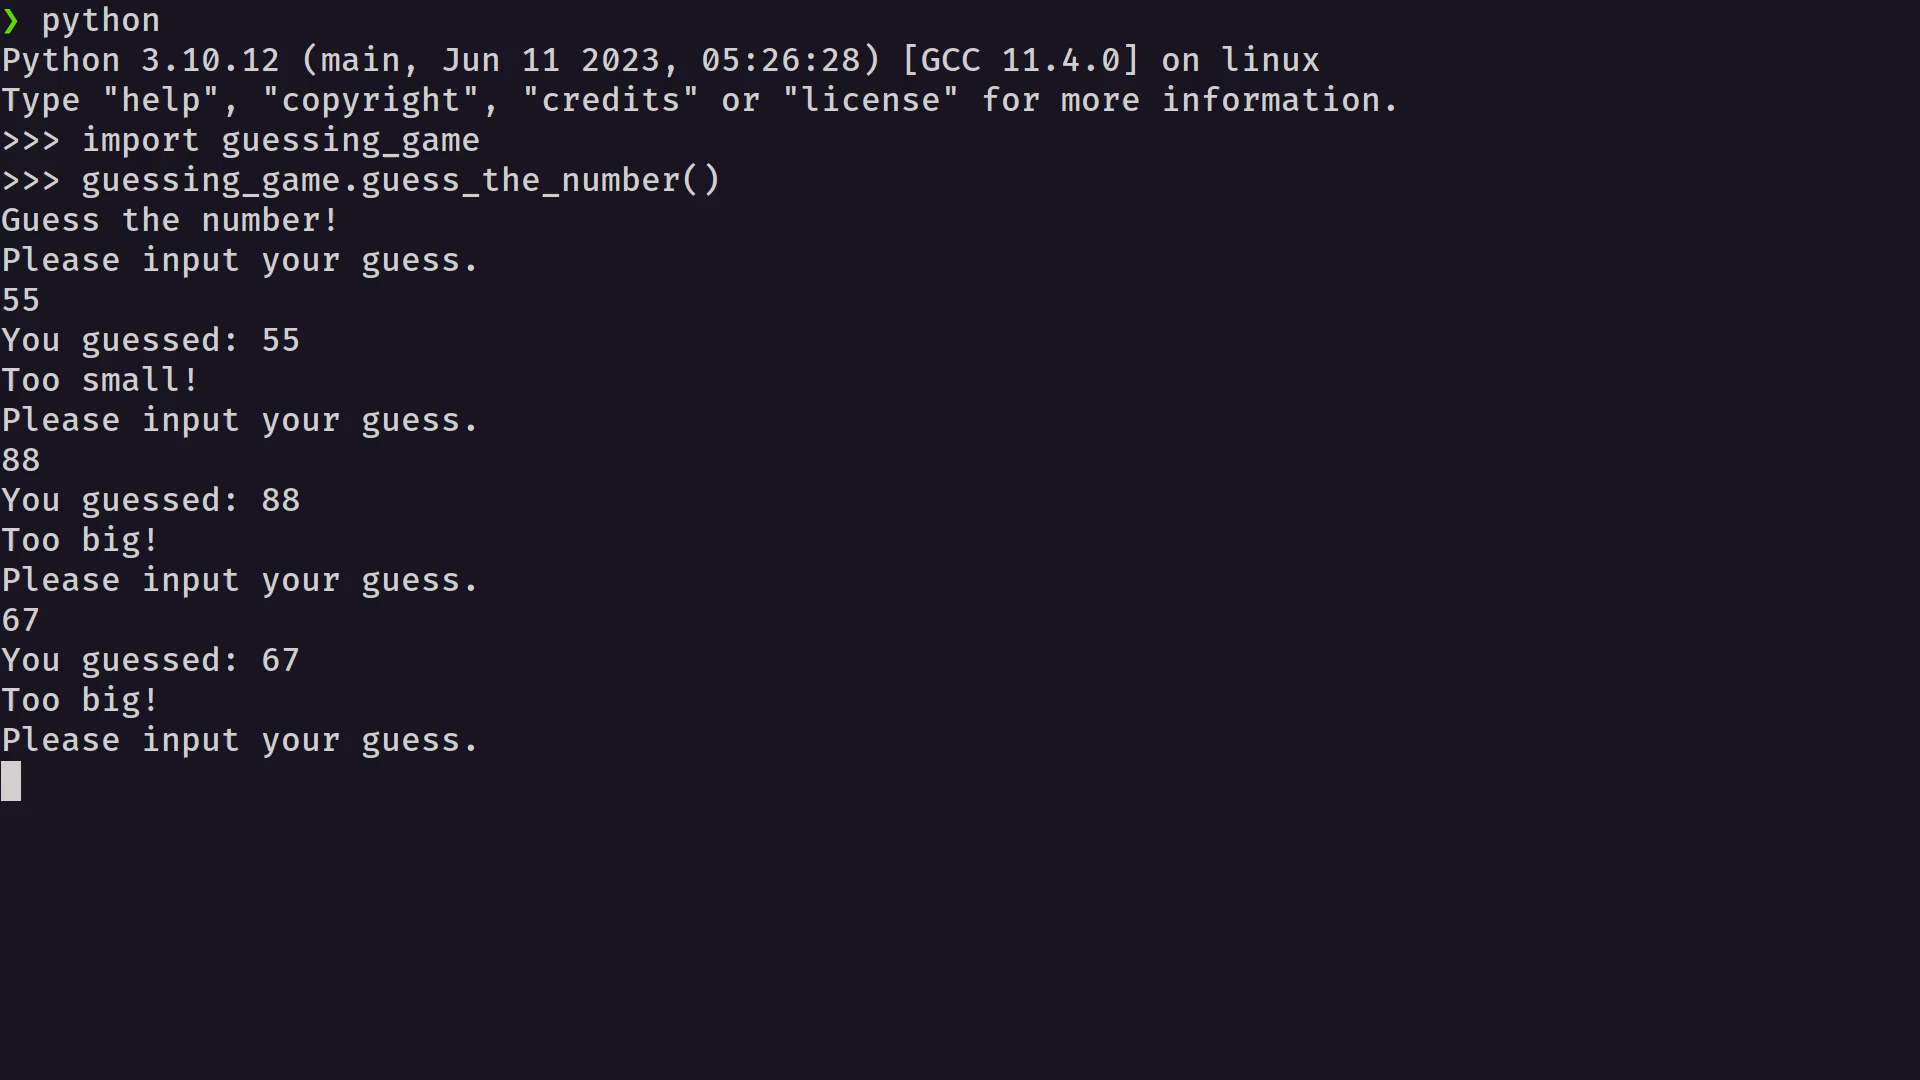 ❯ python
Python 3.10.12 (main, Jun 11 2023, 05:26:28) [GCC 11.4.0] on linux
Type "help", "copyright", "credits" or "license" for more information.
>>> import guessing_game
>>> guessing_game.guess_the_number()
Guess the number!
Please input your guess.
55
You guessed: 55
Too small!
Please input your guess.
88
You guessed: 88
Too big!
Please input your guess.
67
You guessed: 67
Too big!
Please input your guess.